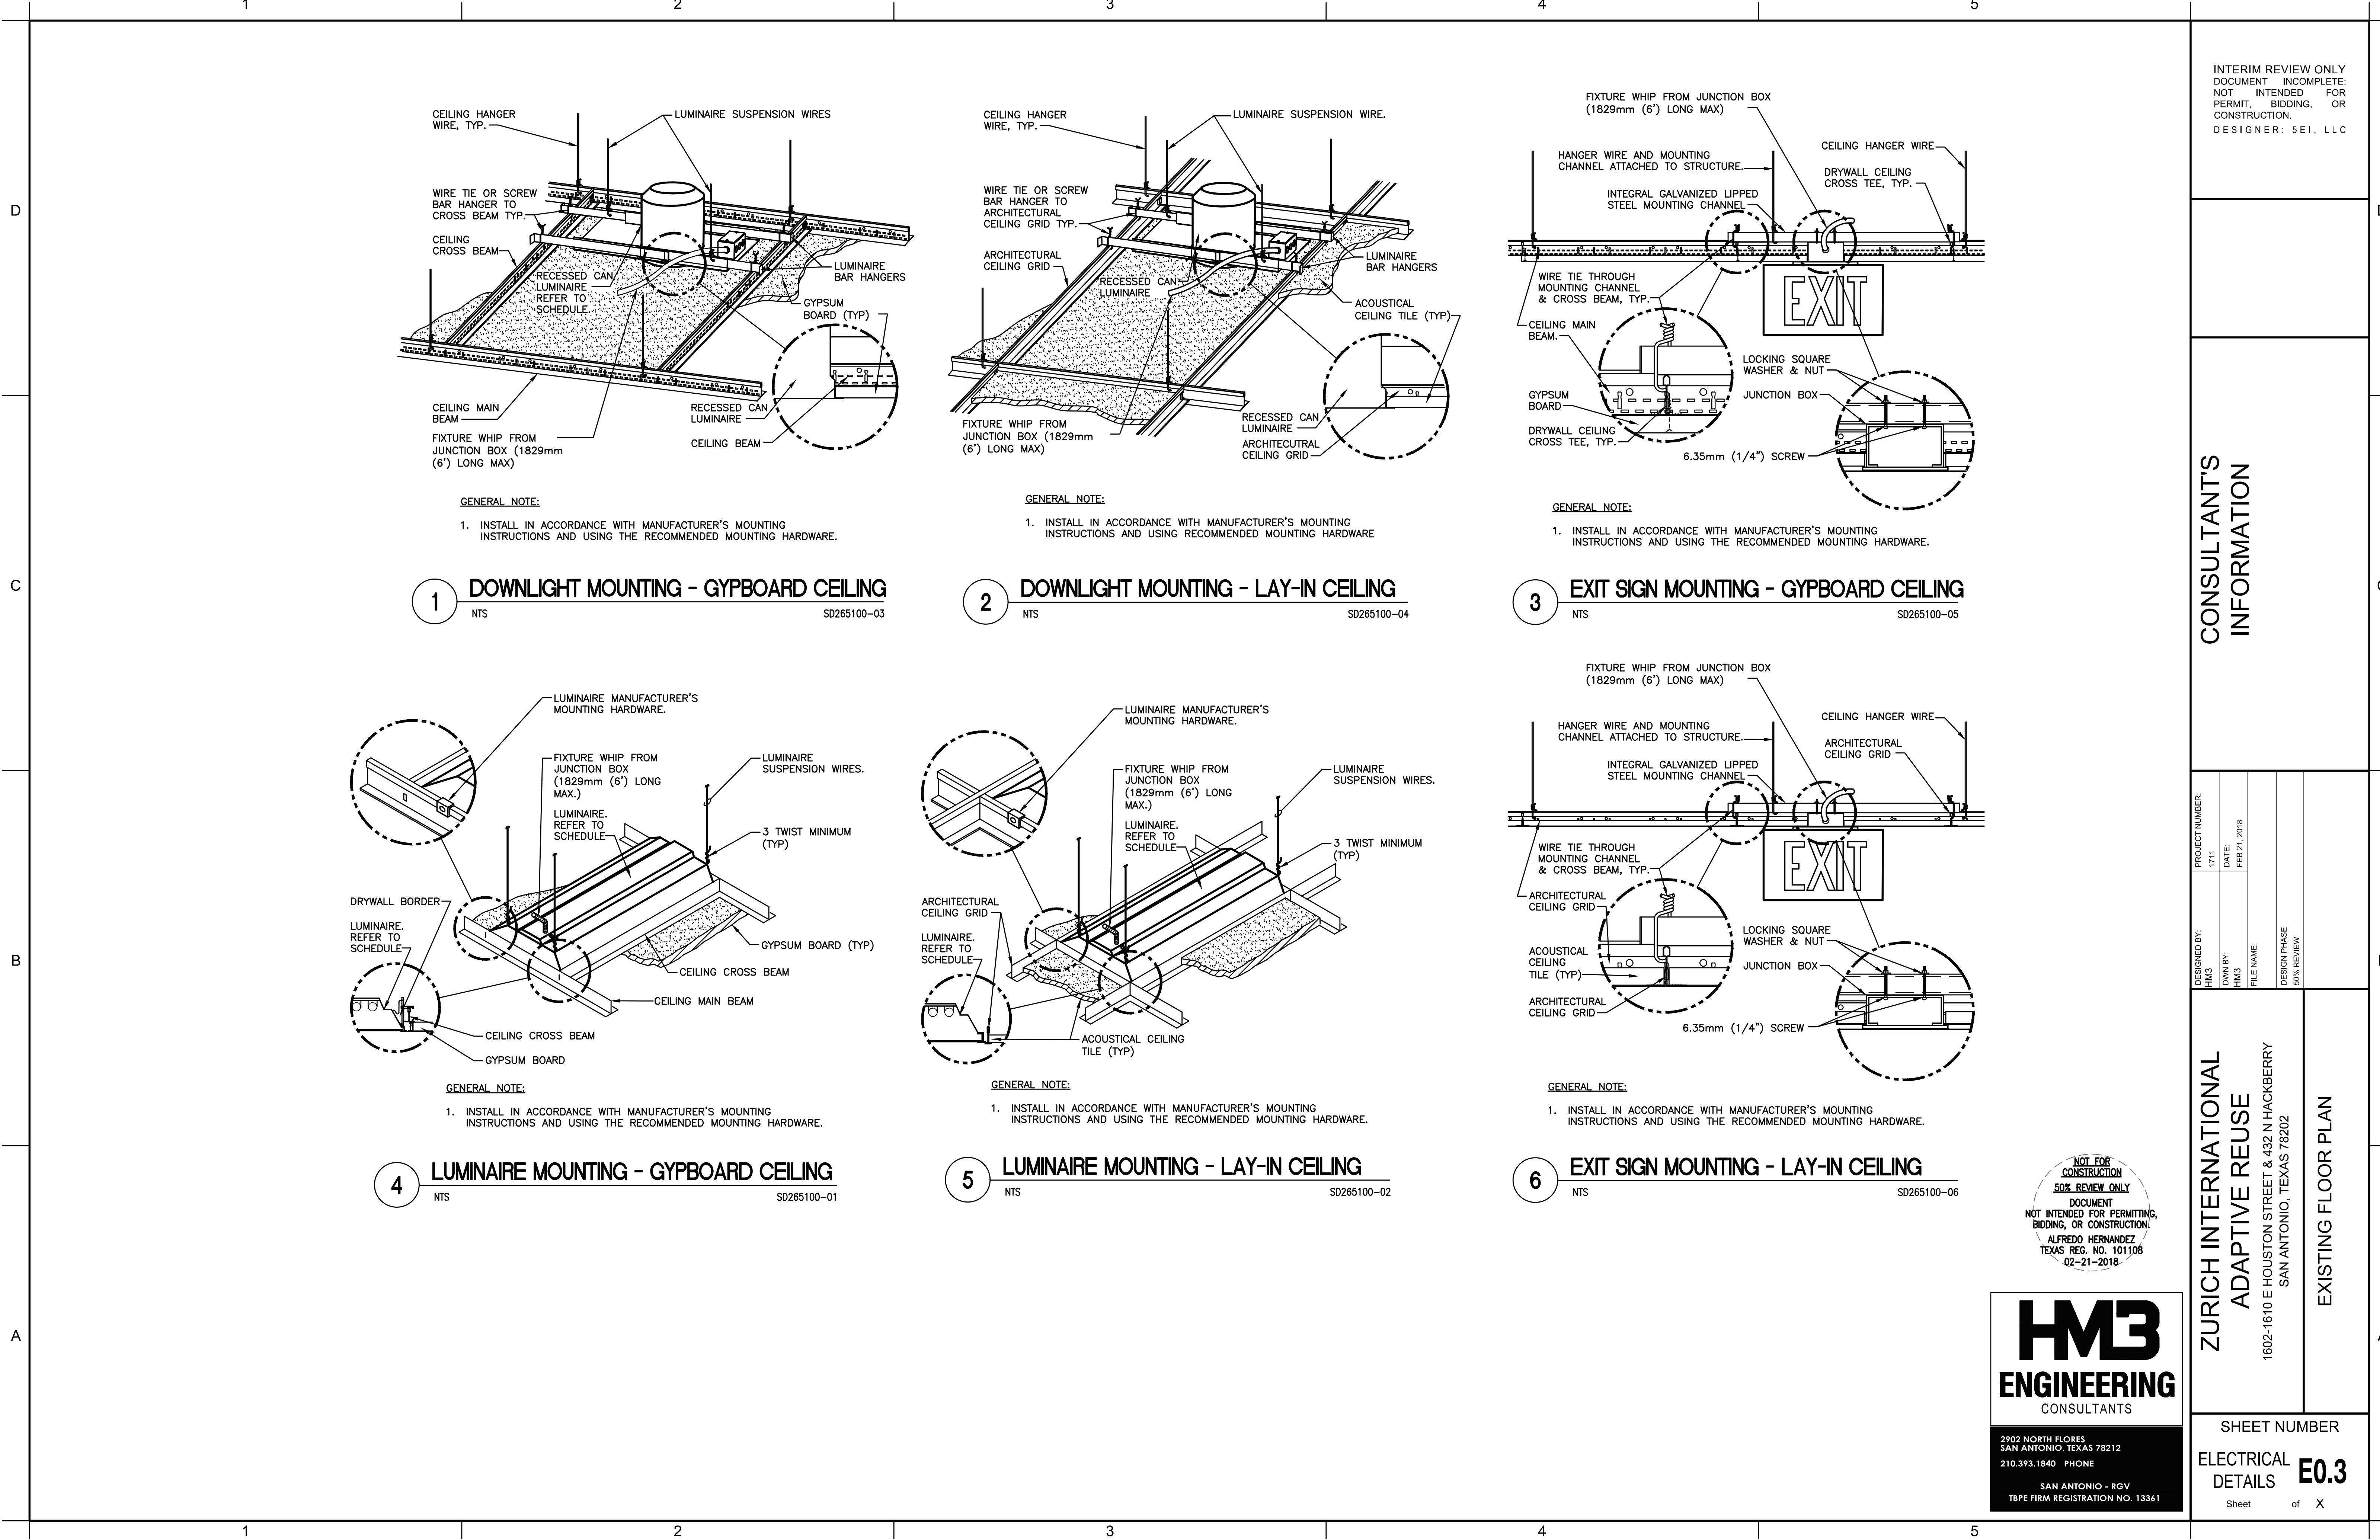 1
2
3
4
5
D
C
B
A
CEILING HANGER
WIRE, TYP.
LUMINAIRE SUSPENSION WIRES
WIRE TIE OR SCREW
BAR HANGER TO
CROSS BEAM TYP.
CEILING
CROSS BEAM
RECESSED CAN
LUMINAIRE
REFER TO
SCHEDULE
LUMINAIRE
BAR HANGERS
GYPSUM
BOARD (TYP)
CEILING MAIN
BEAM
FIXTURE WHIP FROM
JUNCTION BOX (1829mm
(6') LONG MAX)
RECESSED CAN
LUMINAIRE
CEILING BEAM
GENERAL NOTE:
1. INSTALL IN ACCORDANCE WITH MANUFACTURER'S MOUNTING
INSTRUCTIONS AND USING THE RECOMMENDED MOUNTING HARDWARE.
1 DOWNLIGHT MOUNTING - GYPBOARD CEILING
NTS SD265100-03
CEILING HANGER
WIRE, TYP.
LUMINAIRE SUSPENSION WIRE.
WIRE TIE OR SCREW
BAR HANGER TO
ARCHITECTURAL
CEILING GRID TYP.
ARCHITECTURAL
CEILING GRID
RECESSED CAN
LUMINAIRE
LUMINAIRE
BAR HANGERS
ACOUSTICAL
CEILING TILE (TYP)
FIXTURE WHIP FROM
JUNCTION BOX (1829mm
(6') LONG MAX)
RECESSED CAN
LUMINAIRE
ARCHITECUTRAL
CEILING GRID
GENERAL NOTE:
1. INSTALL IN ACCORDANCE WITH MANUFACTURER'S MOUNTING
INSTRUCTIONS AND USING RECOMMENDED MOUNTING HARDWARE
2 DOWNLIGHT MOUNTING - LAY-IN CEILING
NTS SD265100-04
FIXTURE WHIP FROM JUNCTION BOX
(1829mm (6') LONG MAX)
HANGER WIRE AND MOUNTING
CHANNEL ATTACHED TO STRUCTURE.
CEILING HANGER WIRE
DRYWALL CEILING
CROSS TEE, TYP.
INTEGRAL GALVANIZED LIPPED
STEEL MOUNTING CHANNEL
WIRE TIE THROUGH
MOUNTING CHANNEL
& CROSS BEAM, TYP.
EXIT
CEILING MAIN
BEAM.
LOCKING SQUARE
WASHER & NUT
GYPSUM
BOARD
JUNCTION BOX
DRYWALL CEILING
CROSS TEE, TYP.
6.35mm (1/4") SCREW
GENERAL NOTE:
1. INSTALL IN ACCORDANCE WITH MANUFACTURER'S MOUNTING
INSTRUCTIONS AND USING THE RECOMMENDED MOUNTING HARDWARE.
3 EXIT SIGN MOUNTING - GYPBOARD CEILING
NTS SD265100-05
LUMINAIRE MANUFACTURER'S
MOUNTING HARDWARE.
FIXTURE WHIP FROM
JUNCTION BOX
(1829mm (6') LONG
MAX.)
LUMINAIRE
SUSPENSION WIRES.
LUMINAIRE.
REFER TO
SCHEDULE
3 TWIST MINIMUM
(TYP)
DRYWALL BORDER
LUMINAIRE.
REFER TO
SCHEDULE
GYPSUM BOARD (TYP)
CEILING CROSS BEAM
CEILING MAIN BEAM
CEILING CROSS BEAM
GYPSUM BOARD
GENERAL NOTE:
1. INSTALL IN ACCORDANCE WITH MANUFACTURER'S MOUNTING
INSTRUCTIONS AND USING THE RECOMMENDED MOUNTING HARDWARE.
4 LUMINAIRE MOUNTING - GYPBOARD CEILING
NTS SD265100-01
LUMINAIRE MANUFACTURER'S
MOUNTING HARDWARE.
FIXTURE WHIP FROM
JUNCTION BOX
(1829mm (6') LONG
MAX.)
LUMINAIRE
SUSPENSION WIRES.
LUMINAIRE.
REFER TO
SCHEDULE
3 TWIST MINIMUM
(TYP)
ARCHITECTURAL
CEILING GRID
LUMINAIRE.
REFER TO
SCHEDULE
ACOUSTICAL CEILING
TILE (TYP)
GENERAL NOTE:
1. INSTALL IN ACCORDANCE WITH MANUFACTURER'S MOUNTING
INSTRUCTIONS AND USING THE RECOMMENDED MOUNTING HARDWARE.
5 LUMINAIRE MOUNTING - LAY-IN CEILING
NTS SD265100-02
FIXTURE WHIP FROM JUNCTION BOX
(1829mm (6') LONG MAX)
HANGER WIRE AND MOUNTING
CHANNEL ATTACHED TO STRUCTURE.
CEILING HANGER WIRE
ARCHITECTURAL
CEILING GRID
INTEGRAL GALVANIZED LIPPED
STEEL MOUNTING CHANNEL
WIRE TIE THROUGH
MOUNTING CHANNEL
& CROSS BEAM, TYP.
EXIT
ARCHITECTURAL
CEILING GRID
LOCKING SQUARE
WASHER & NUT
ACOUSTICAL
CEILING
TILE (TYP)
JUNCTION BOX
ARCHITECTURAL
CEILING GRID
6.35mm (1/4") SCREW
GENERAL NOTE:
1. INSTALL IN ACCORDANCE WITH MANUFACTURER'S MOUNTING
INSTRUCTIONS AND USING THE RECOMMENDED MOUNTING HARDWARE.
6 EXIT SIGN MOUNTING - LAY-IN CEILING
NTS SD265100-06
NOT FOR
CONSTRUCTION
50% REVIEW ONLY
DOCUMENT
NOT INTENDED FOR PERMITTING,
BIDDING, OR CONSTRUCTION.
ALFREDO HERNANDEZ
TEXAS REG. NO. 101108
02-21-2018
HM3
ENGINEERING
CONSULTANTS
2902 NORTH FLORES
SAN ANTONIO, TEXAS 78212
210.393.1840 PHONE
SAN ANTONIO - RGV
TBPE FIRM REGISTRATION NO. 13361
INTERIM REVIEW ONLY
DOCUMENT INCOMPLETE:
NOT INTENDED FOR
PERMIT, BIDDING, OR
CONSTRUCTION.
DESIGNER: 5EI, LLC
CONSULTANT'S
INFORMATION
PROJECT NUMBER:
1711
DATE:
FEB 21, 2018
DESIGNED BY:
HM3
DWN BY:
HM3
FILE NAME:
DESIGN PHASE
50% REVIEW
ZURICH INTERNATIONAL
ADAPTIVE REUSE
1602-1610 E HOUSTON STREET & 432 N HACKBERRY
SAN ANTONIO, TEXAS 78202
EXISTING FLOOR PLAN
SHEET NUMBER
ELECTRICAL
DETAILS
E0.3
Sheet of X
1
2
3
4
5